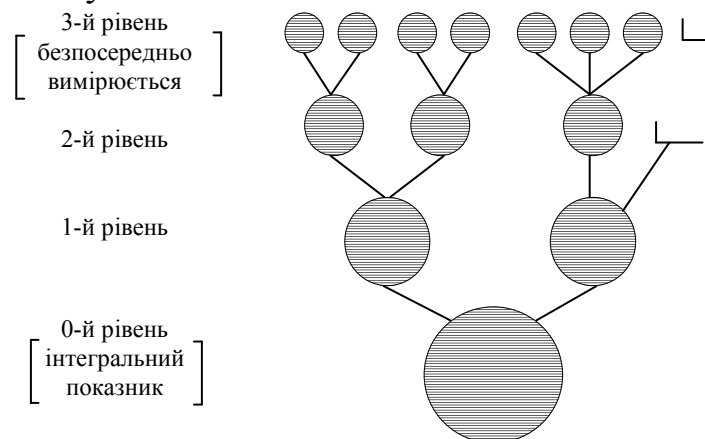 3-й рівень
безпосередньо
вимірюється
2-й рівень
1-й рівень
0-й рівень
інтегральний
показник